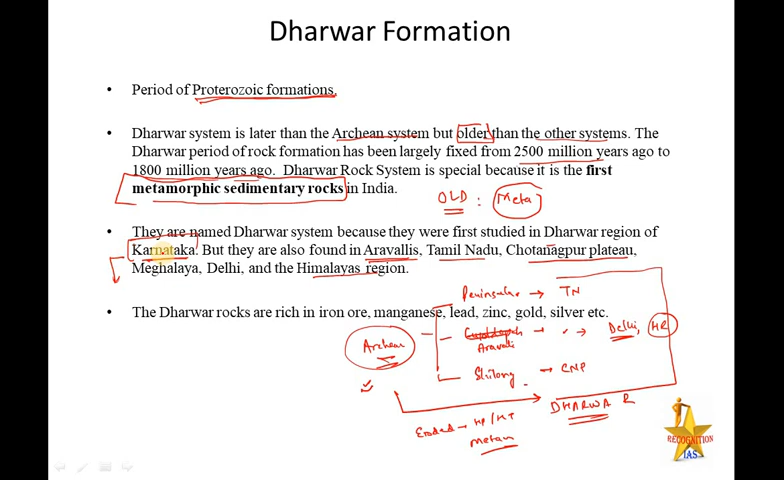 Dharwar Formation
• Period of Proterozoic formations.
• Dharwar system is later than the Archean system but older than the other systems. The
Dharwar period of rock formation has been largely fixed from 2500 million years ago to
1800 million years ago. Dharwar Rock System is special because it is the first
metamorphic sedimentary rocks in India.
OLD : Meta
• They are named Dharwar system because they were first studied in Dharwar region of
Karnataka. But they are also found in Aravallis, Tamil Nadu, Chotanagpur plateau,
Meghalaya, Delhi, and the Himalayas region.
Peninsular → TN
• The Dharwar rocks are rich in iron ore, manganese, lead, zinc, gold, silver etc.
Delhi, HR
Archean
Aravali
Shilong → CNP
DHARWA R
Eroded → HP/HT
Metam
RECOGNITION
IAS